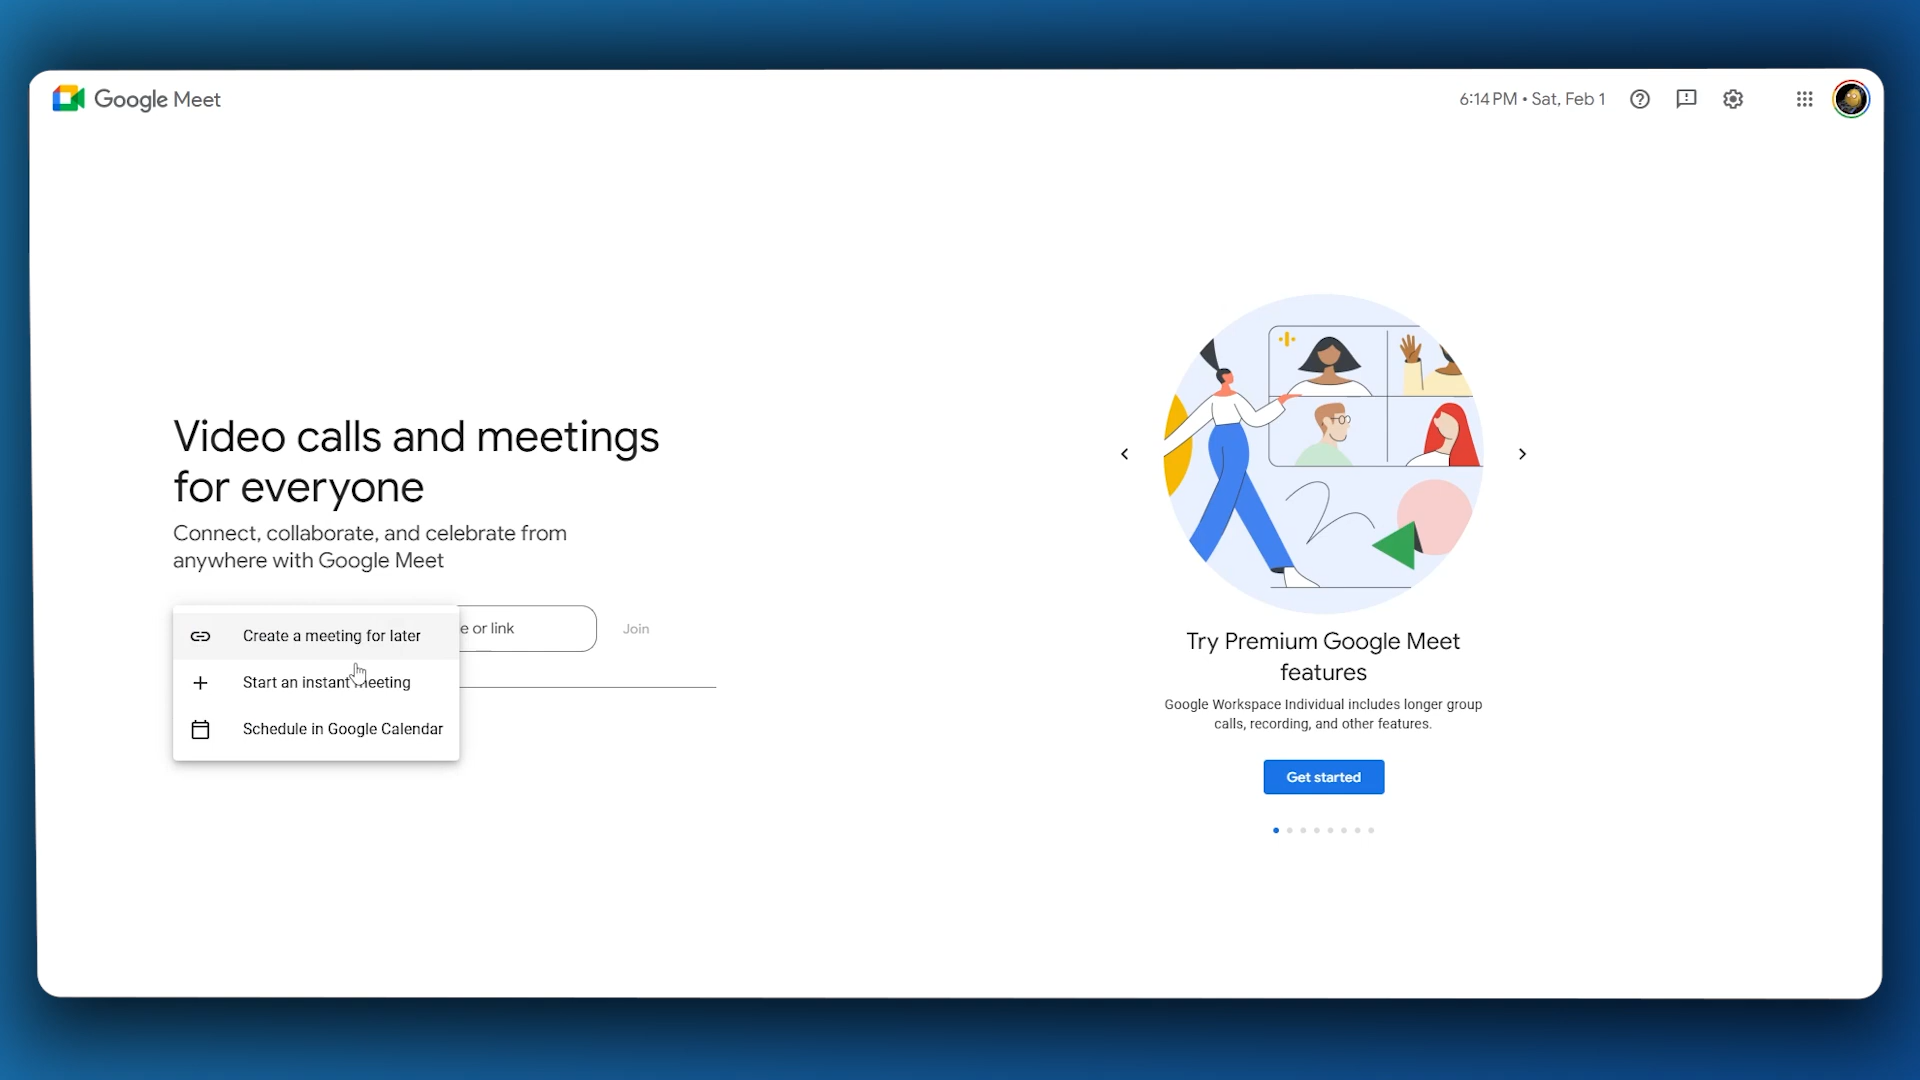 Google Meet
6:14 PM • Sat, Feb 1
Video calls and meetings
for everyone
Connect, collaborate, and celebrate from
anywhere with Google Meet
Create a meeting for later
e or link
Join
Start an instant meeting
Schedule in Google Calendar
Try Premium Google Meet
features
Google Workspace Individual includes longer group
calls, recording, and other features.
Get started